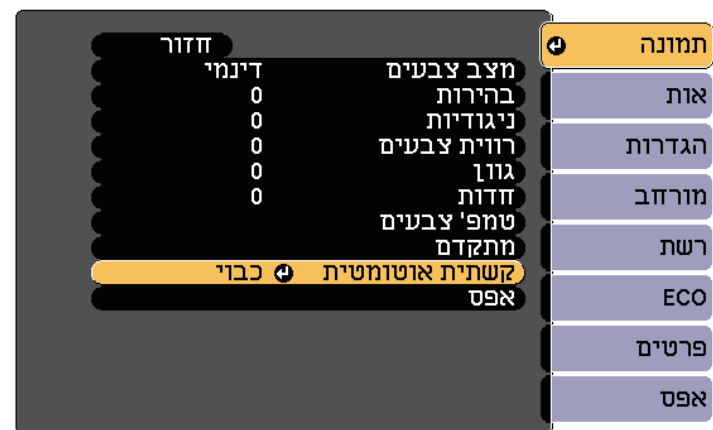 תמונה
אות
הגדרות
מורחב
רשת
ECO
פרטים
אפס
חזור
מצב צבעים דינמי
בהירות 0
ניגודיות 0
רווית צבעים 0
גוון 0
חדות 0
טמפ' צבעים
מתקדם
קשתית אוטומטית כבוי
אפס